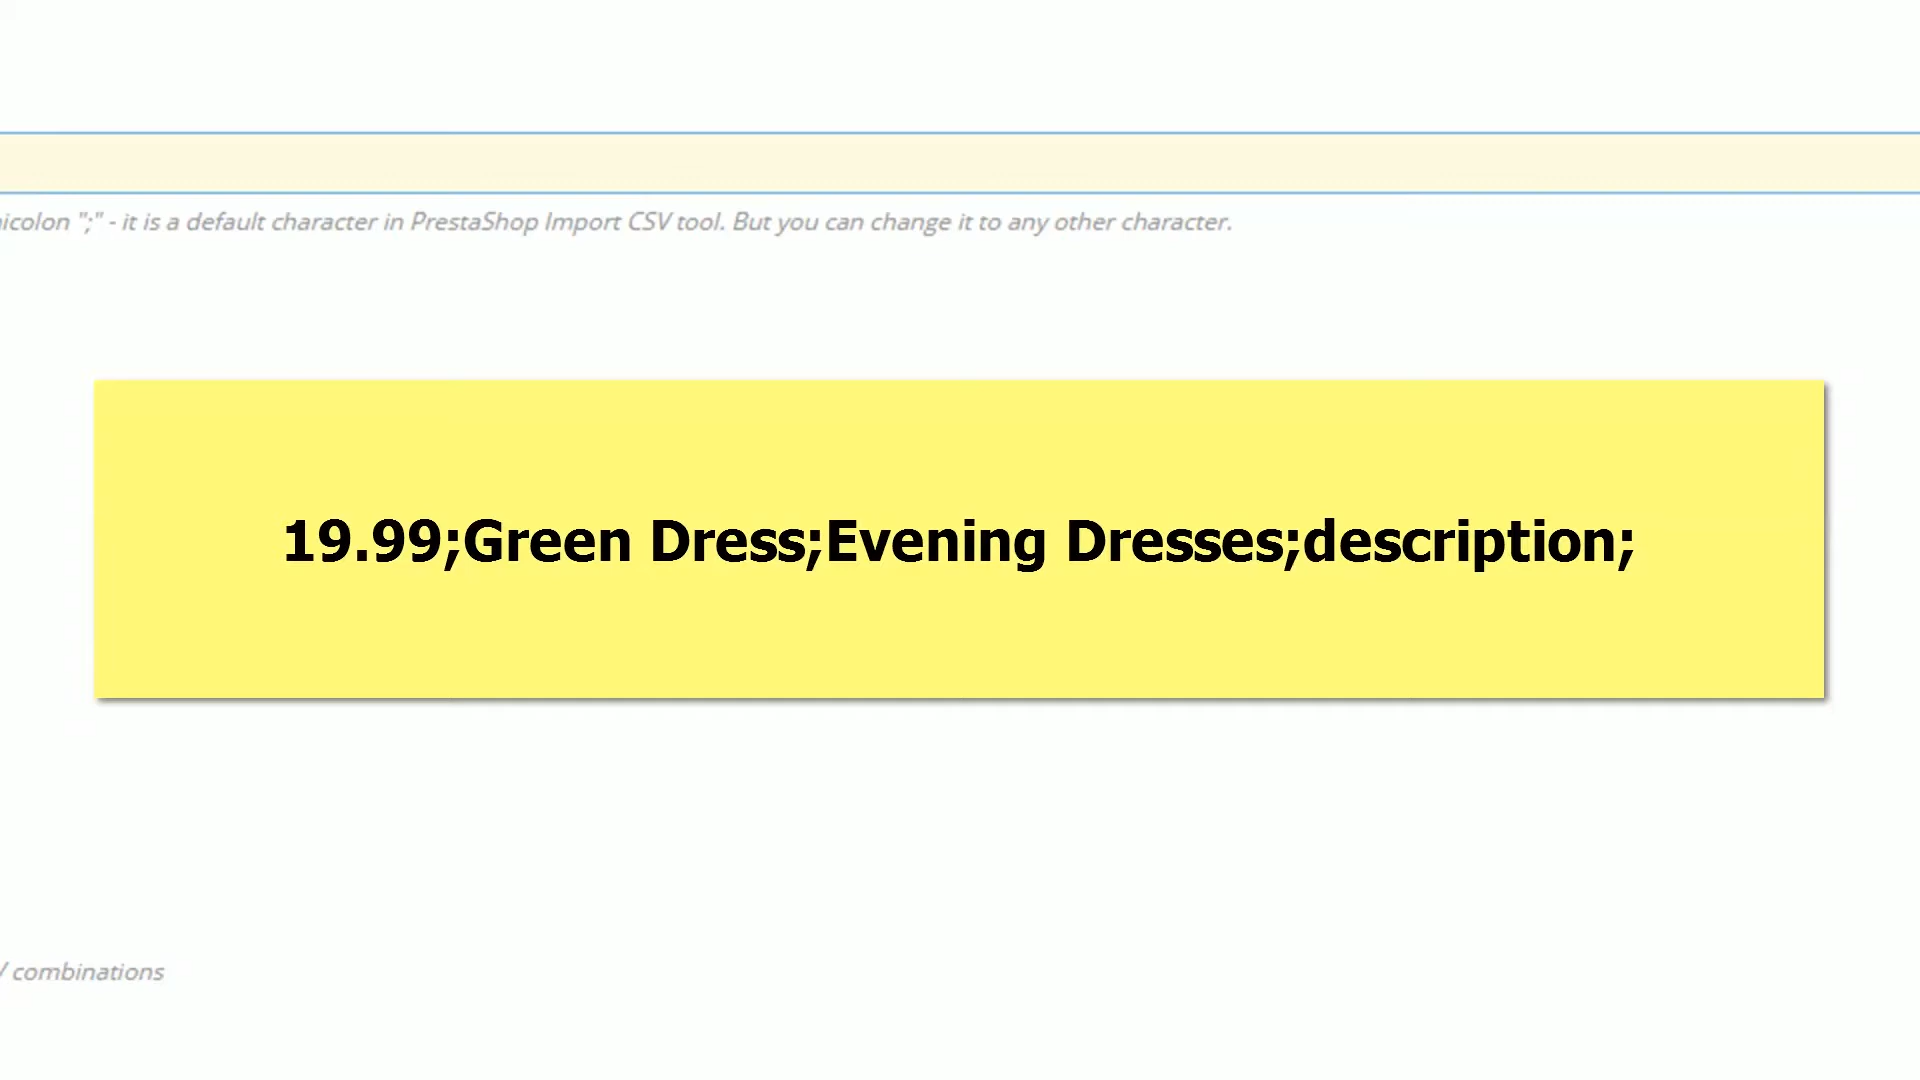 ";" - it is a default character in PrestaShop Import CSV tool. But you can change it to any other character.
19.99;Green Dress;Evening Dresses;description;
/ combinations